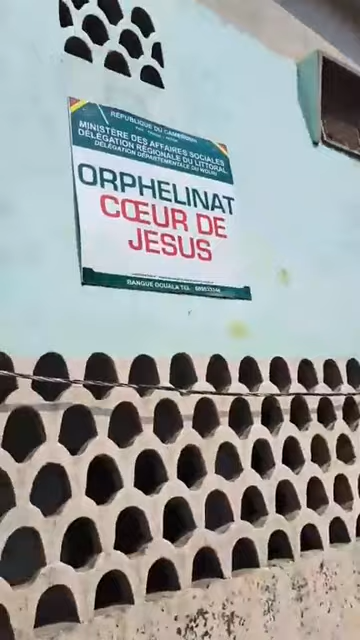 RÉPUBLIQUE DU CAMEROUN
MINISTÈRE DES AFFAIRES SOCIALES
DÉLÉGATION RÉGIONALE DU LITTORAL
DÉLÉGATION DÉPARTEMENTALE DU WOURI
ORPHELINAT
CŒUR DE
JESUS
BANGUE DOUALA TEL: